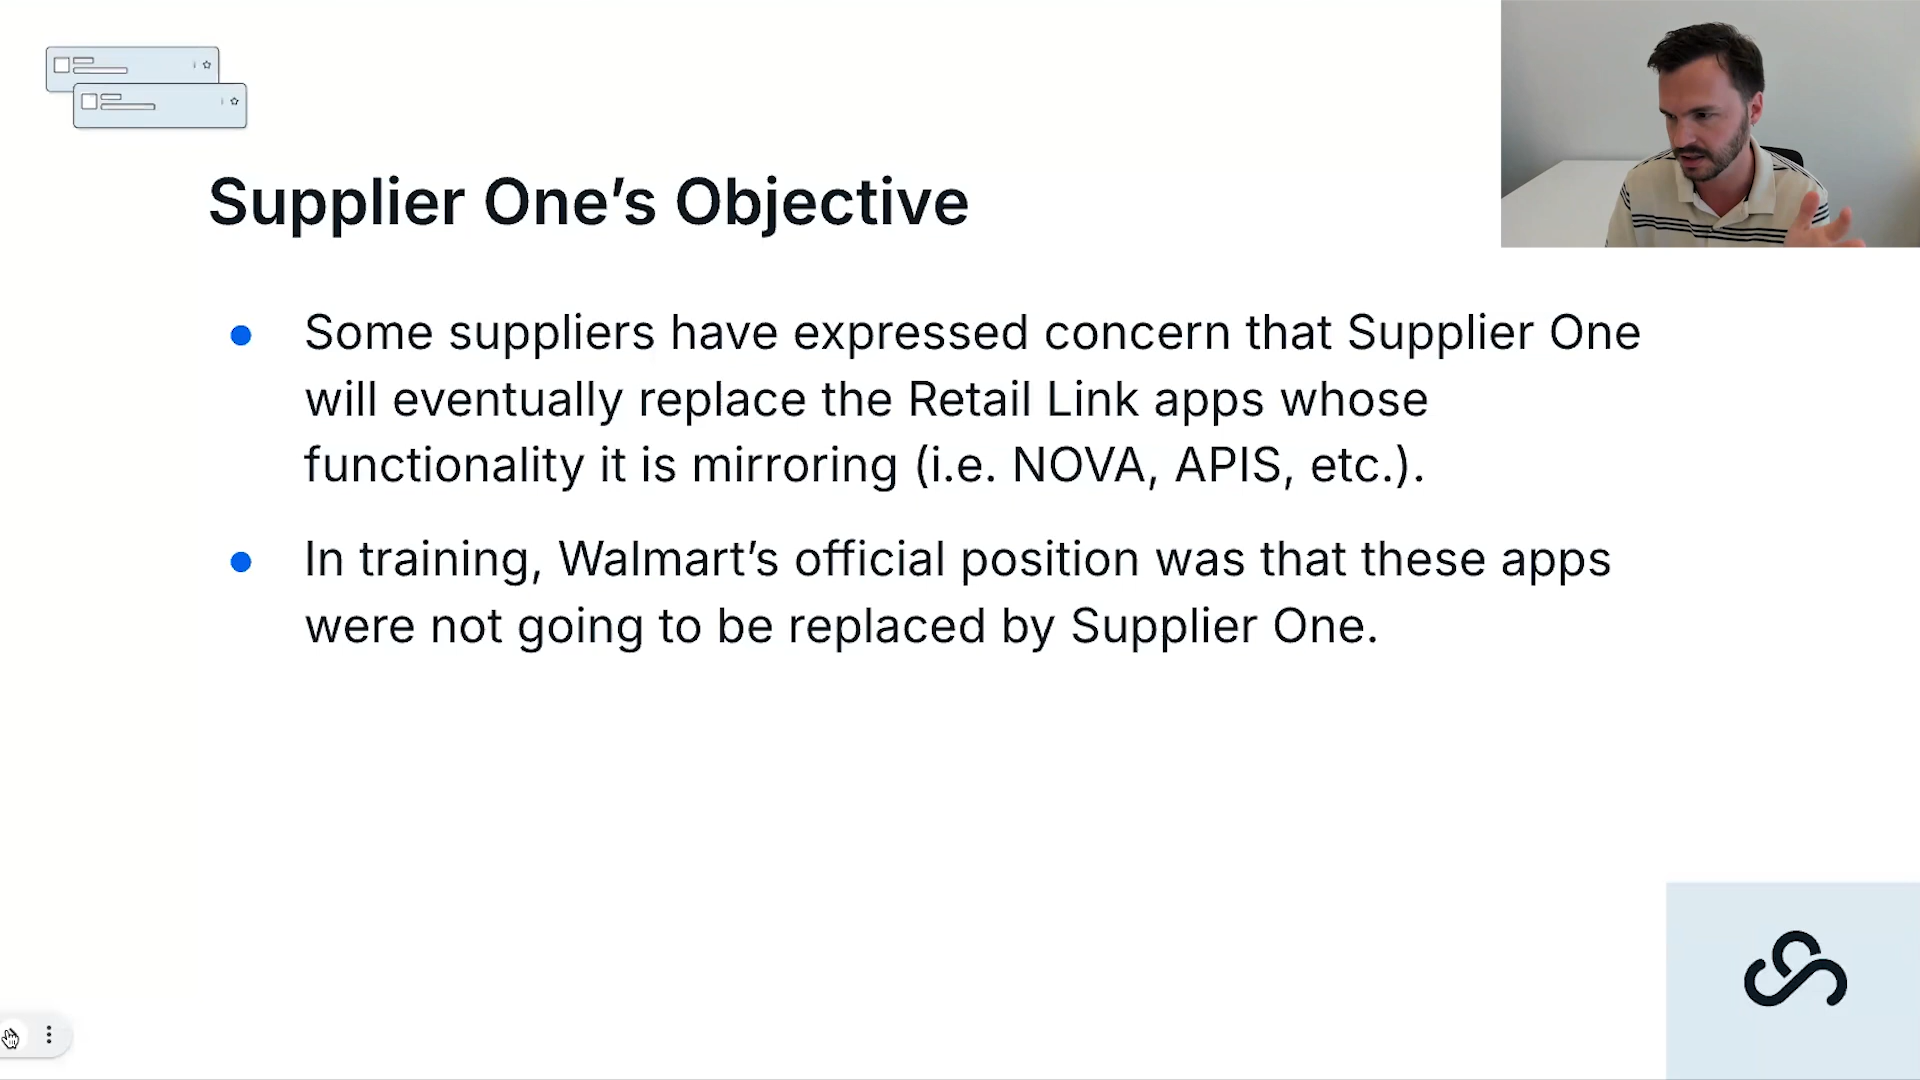 Supplier One’s Objective
Some suppliers have expressed concern that Supplier One
will eventually replace the Retail Link apps whose
functionality it is mirroring (i.e. NOVA, APIS, etc.).
In training, Walmart’s official position was that these apps
were not going to be replaced by Supplier One.